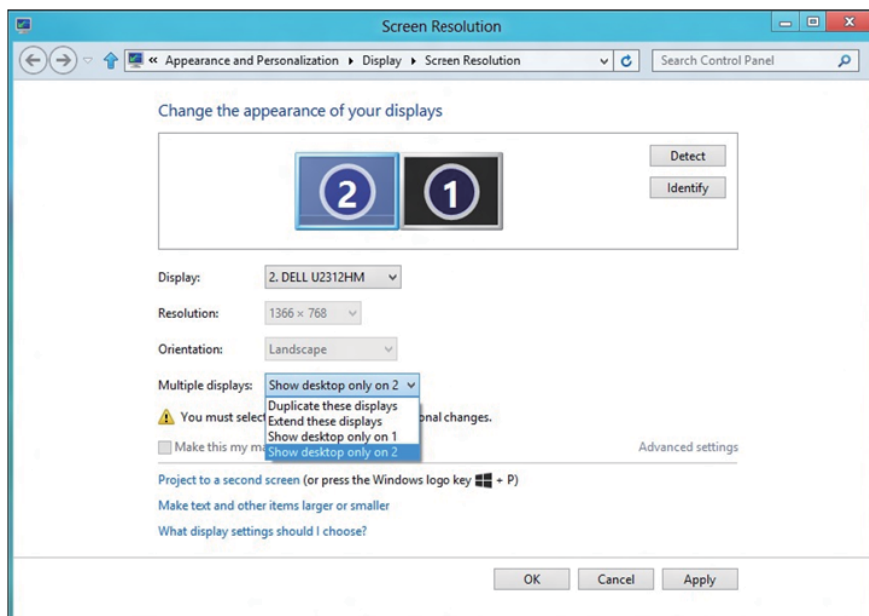 Screen Resolution
« Appearance and Personalization ▸ Display ▸ Screen Resolution
Search Control Panel
Change the appearance of your displays
2 1
Detect
Identify
Display: 2. DELL U2312HM
Resolution: 1366 × 768
Orientation: Landscape
Multiple displays: Show desktop only on 2
Duplicate these displays
You must select onal changes.
Extend these displays
Show desktop only on 1
Make this my ma
Show desktop only on 2
Advanced settings
Project to a second screen (or press the Windows logo key + P)
Make text and other items larger or smaller
What display settings should I choose?
OK Cancel Apply